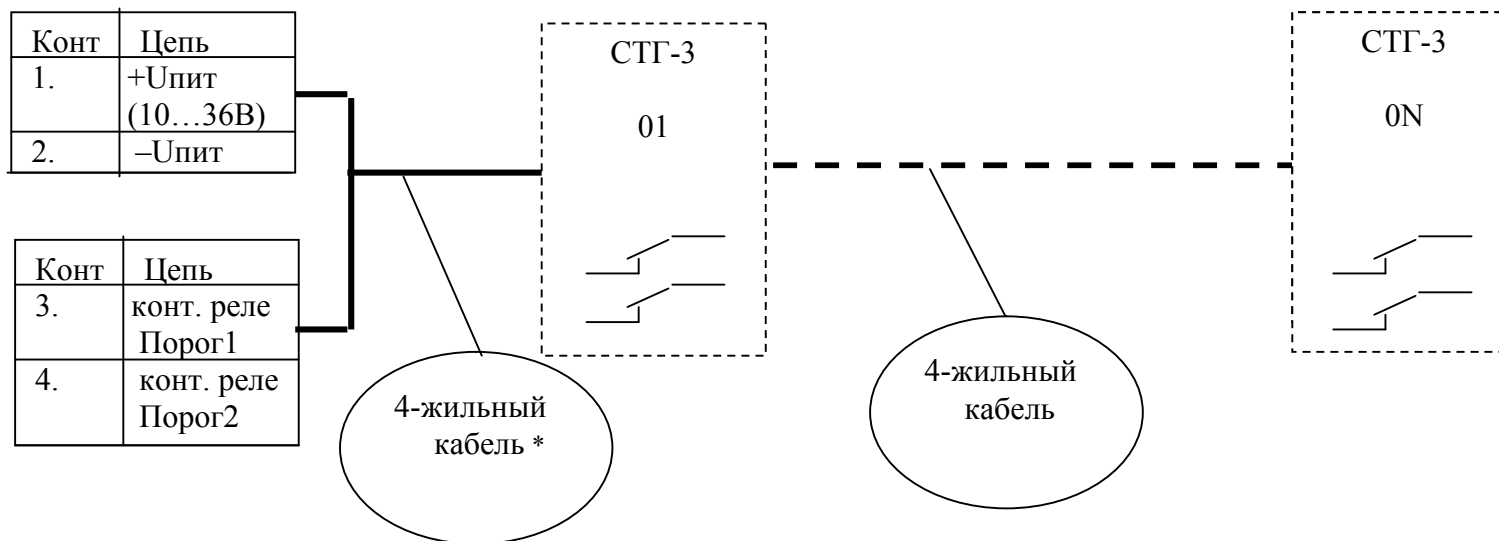 Конт Цепь
1. +Uпит
(10...36В)
2. –Uпит
Конт Цепь
3. конт. реле
Порог1
4. конт. реле
Порог2
СТГ-3
01
СТГ-3
0N
4-жильный
кабель *
4-жильный
кабель